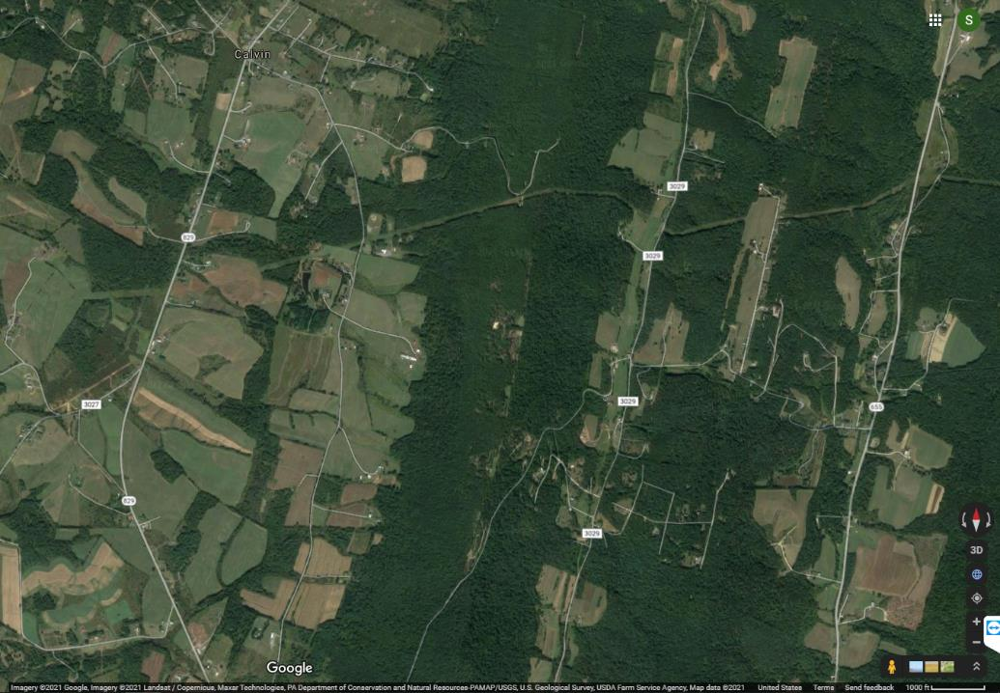 S
Calvin
3029
829
3029
3029
655
3027
829
3029
3D
Google
Imagery ©2021 Google, Imagery ©2021 Landsat / Copernicus, Maxar Technologies, PA Department of Conservation and Natural Resources-PAMAP/USGS, U.S. Geological Survey, USDA Farm Service Agency, Map data ©2021 United States Terms Send feedback 1000 ft